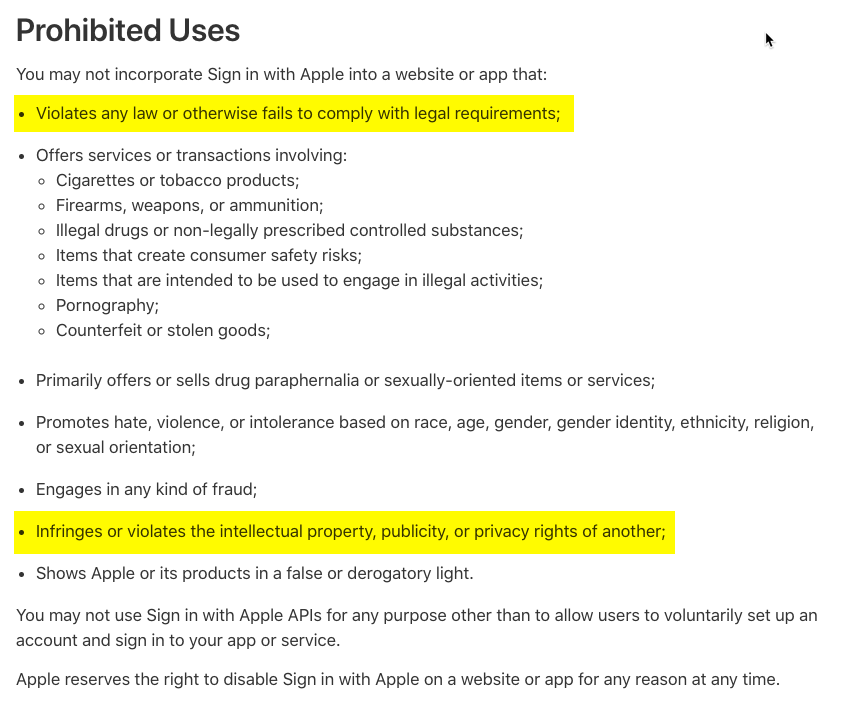 Prohibited Uses
You may not incorporate Sign in with Apple into a website or app that:
• Violates any law or otherwise fails to comply with legal requirements;
• Offers services or transactions involving:
◦ Cigarettes or tobacco products;
◦ Firearms, weapons, or ammunition;
◦ Illegal drugs or non-legally prescribed controlled substances;
◦ Items that create consumer safety risks;
◦ Items that are intended to be used to engage in illegal activities;
◦ Pornography;
◦ Counterfeit or stolen goods;
• Primarily offers or sells drug paraphernalia or sexually-oriented items or services;
• Promotes hate, violence, or intolerance based on race, age, gender, gender identity, ethnicity, religion,
or sexual orientation;
• Engages in any kind of fraud;
• Infringes or violates the intellectual property, publicity, or privacy rights of another;
• Shows Apple or its products in a false or derogatory light.
You may not use Sign in with Apple APIs for any purpose other than to allow users to voluntarily set up an
account and sign in to your app or service.
Apple reserves the right to disable Sign in with Apple on a website or app for any reason at any time.